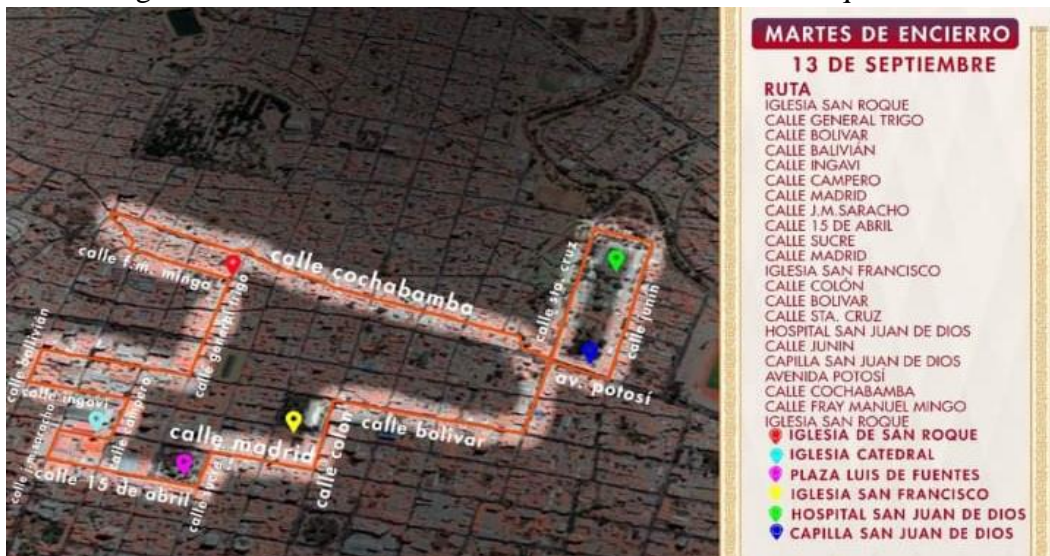 calle cochabamba
calle f.m. minga
calle general trigo
calle sta. cruz
calle junin
av. potosí
calle ballivián
calle ingavi
calle campero
calle j.m. saracho
calle madrid
calle colon
calle bolivar
calle 15 de abril
calle sucre
MARTES DE ENCIERRO
13 DE SEPTIEMBRE
RUTA
IGLESIA SAN ROQUE
CALLE GENERAL TRIGO
CALLE BOLIVAR
CALLE BALIVIÁN
CALLE INGAVI
CALLE CAMPERO
CALLE MADRID
CALLE J.M.SARACHO
CALLE 15 DE ABRIL
CALLE SUCRE
CALLE MADRID
IGLESIA SAN FRANCISCO
CALLE COLÓN
CALLE BOLIVAR
CALLE STA. CRUZ
HOSPITAL SAN JUAN DE DIOS
CALLE JUNIN
CAPILLA SAN JUAN DE DIOS
AVENIDA POTOSÍ
CALLE COCHABAMBA
CALLE FRAY MANUEL MINGO
IGLESIA SAN ROQUE
IGLESIA DE SAN ROQUE
IGLESIA CATEDRAL
PLAZA LUIS DE FUENTES
IGLESIA SAN FRANCISCO
HOSPITAL SAN JUAN DE DIOS
CAPILLA SAN JUAN DE DIOS